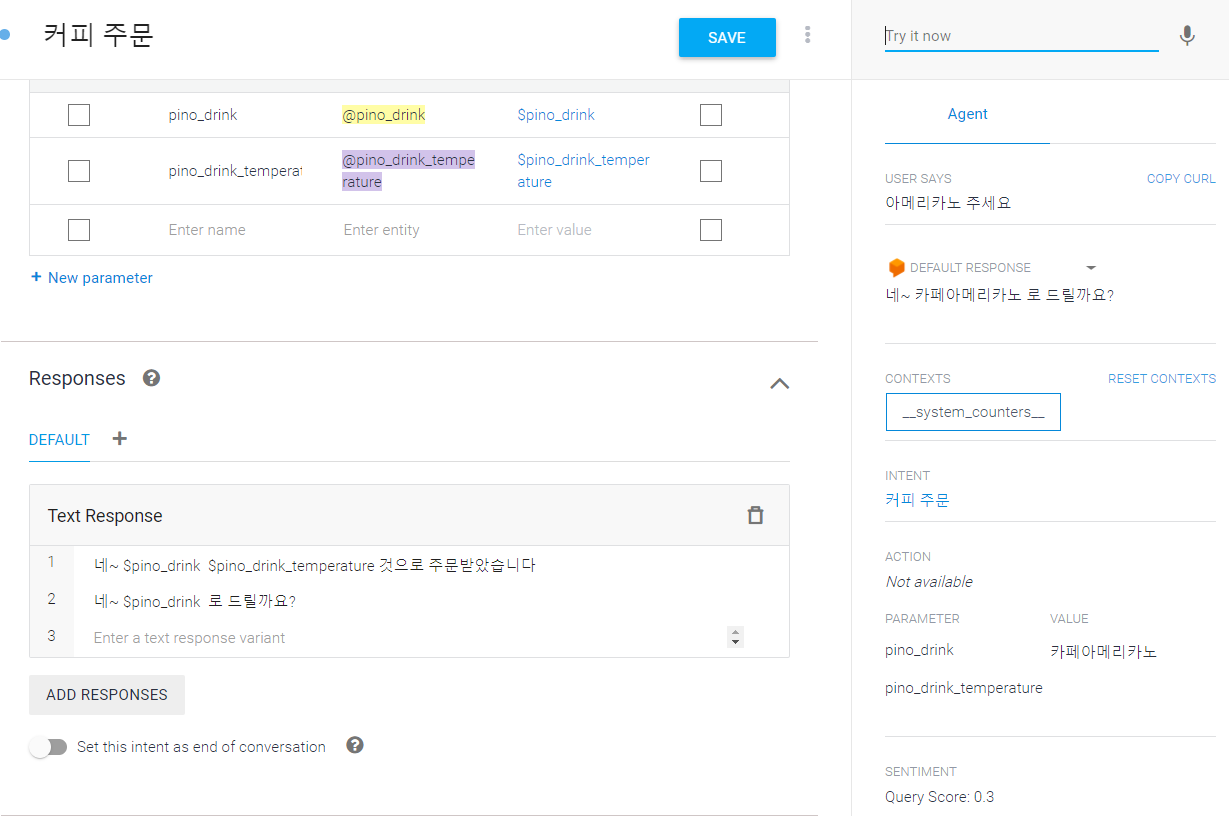 커피 주문
SAVE
pino_drink @pino_drink $pino_drink
pino_drink_temperat @pino_drink_tempe $pino_drink_temper
rature ature
Enter name Enter entity Enter value
+ New parameter
Responses ?
DEFAULT +
Text Response
1 네~ $pino_drink $pino_drink_temperature 것으로 주문받았습니다
2 네~ $pino_drink 로 드릴까요?
3 Enter a text response variant
ADD RESPONSES
Set this intent as end of conversation ?
Try it now
Agent
USER SAYS COPY CURL
아메리카노 주세요
DEFAULT RESPONSE
네~ 카페아메리카노 로 드릴까요?
CONTEXTS RESET CONTEXTS
__system_counters__
INTENT
커피 주문
ACTION
Not available
PARAMETER VALUE
pino_drink 카페아메리카노
pino_drink_temperature
SENTIMENT
Query Score: 0.3